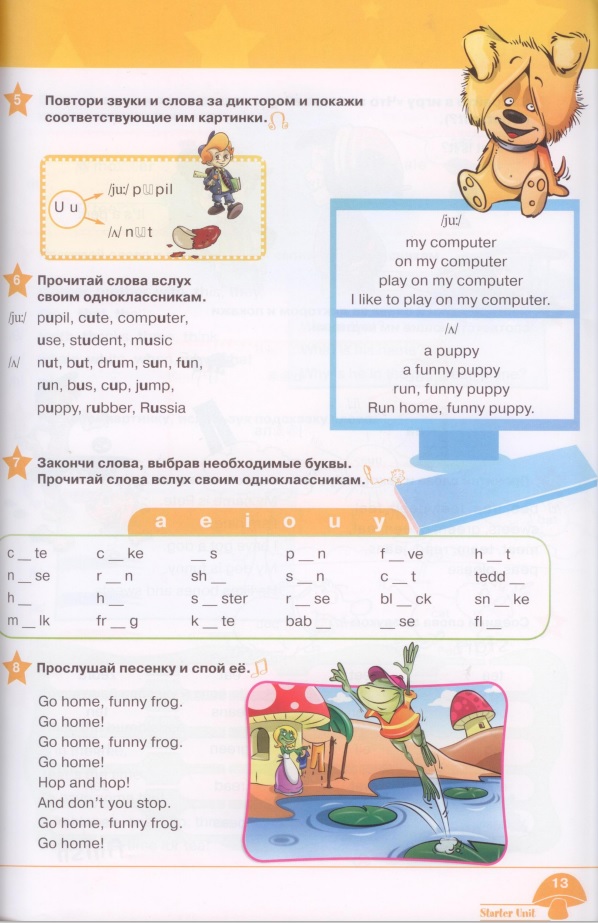 5 Повтори звуки и слова за диктором и покажи
соответствующие им картинки.
U u
/ju:/ pupil
/ʌ/ nut
/ju:/
my computer
on my computer
play on my computer
I like to play on my computer.
/ʌ/
a puppy
a funny puppy
run, funny puppy
Run home, funny puppy.
6 Прочитай слова вслух
своим одноклассникам.
/ju:/ pupil, cute, computer,
use, student, music
/ʌ/ nut, but, drum, sun, fun,
run, bus, cup, jump,
puppy, rubber, Russia
7 Закончи слова, выбрав необходимые буквы.
Прочитай слова вслух своим одноклассникам.
a e i o u y
c __ te c __ ke __ s p __ n f __ ve h __ t
n __ se r __ n sh __ s __ n c __ t tedd __
h __ h __ s __ ster r __ se bl __ ck sn __ ke
m __ lk fr __ g k __ te bab __ __ se fl __
8 Прослушай песенку и спой её.
Go home, funny frog.
Go home!
Go home, funny frog.
Go home!
Hop and hop!
And don't you stop.
Go home, funny frog.
Go home!
13
Starter Unit